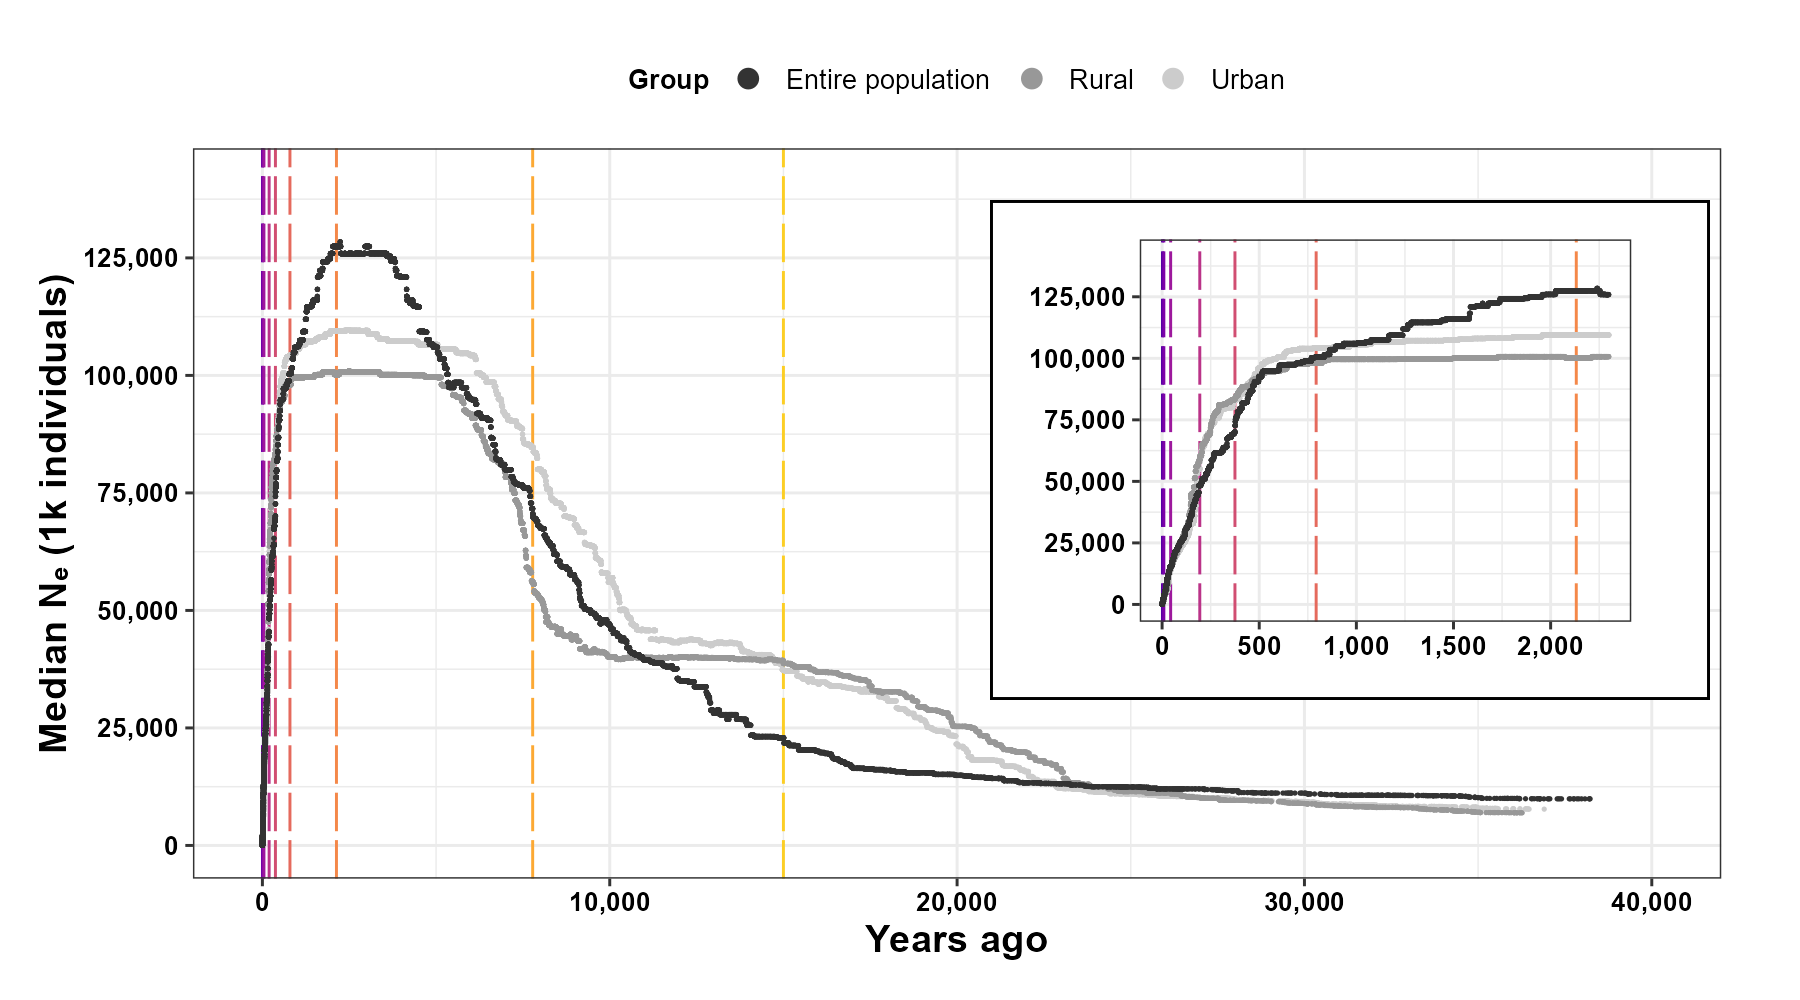 Group Entire population Rural Urban
Median Nₑ (1k individuals)
125,000
100,000
75,000
50,000
25,000
0
0 10,000 20,000 30,000 40,000
Years ago
125,000
100,000
75,000
50,000
25,000
0
0 500 1,000 1,500 2,000